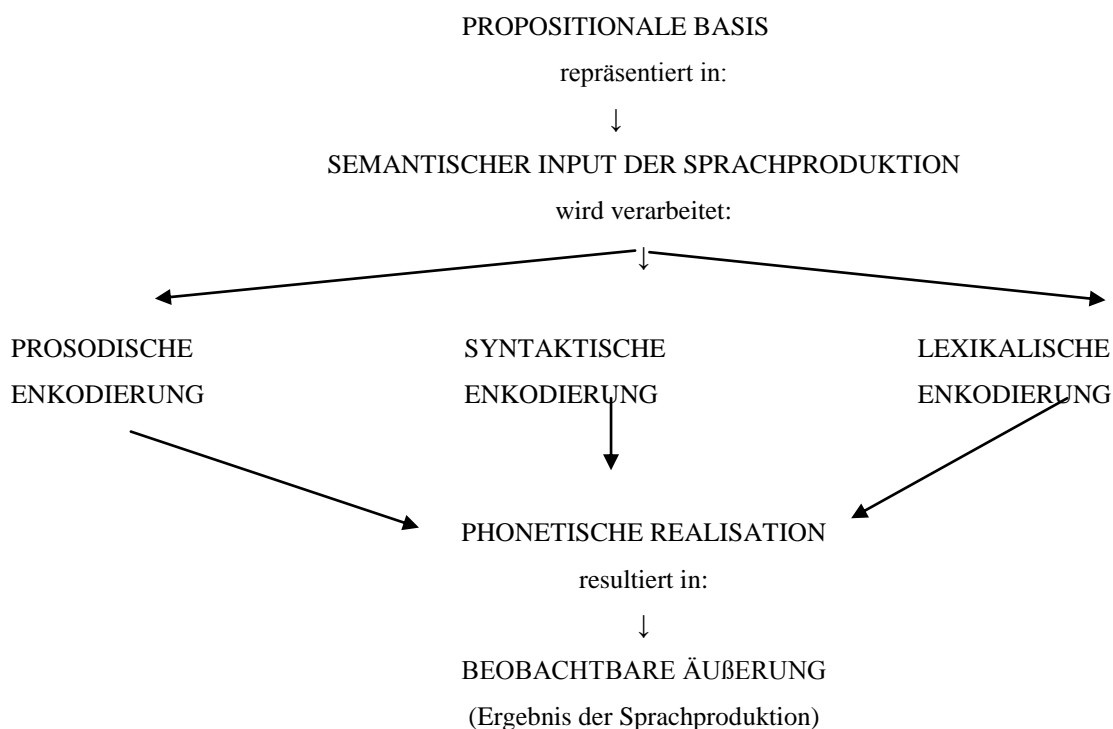 PROPOSITIONALE BASIS
repräsentiert in:
↓
SEMANTISCHER INPUT DER SPRACHPRODUKTION
wird verarbeitet:
↓
PROSODISCHE
ENKODIERUNG
SYNTAKTISCHE
ENKODIERUNG
LEXIKALISCHE
ENKODIERUNG
PHONETISCHE REALISATION
resultiert in:
↓
BEOBACHTBARE ÄUßERUNG
(Ergebnis der Sprachproduktion)